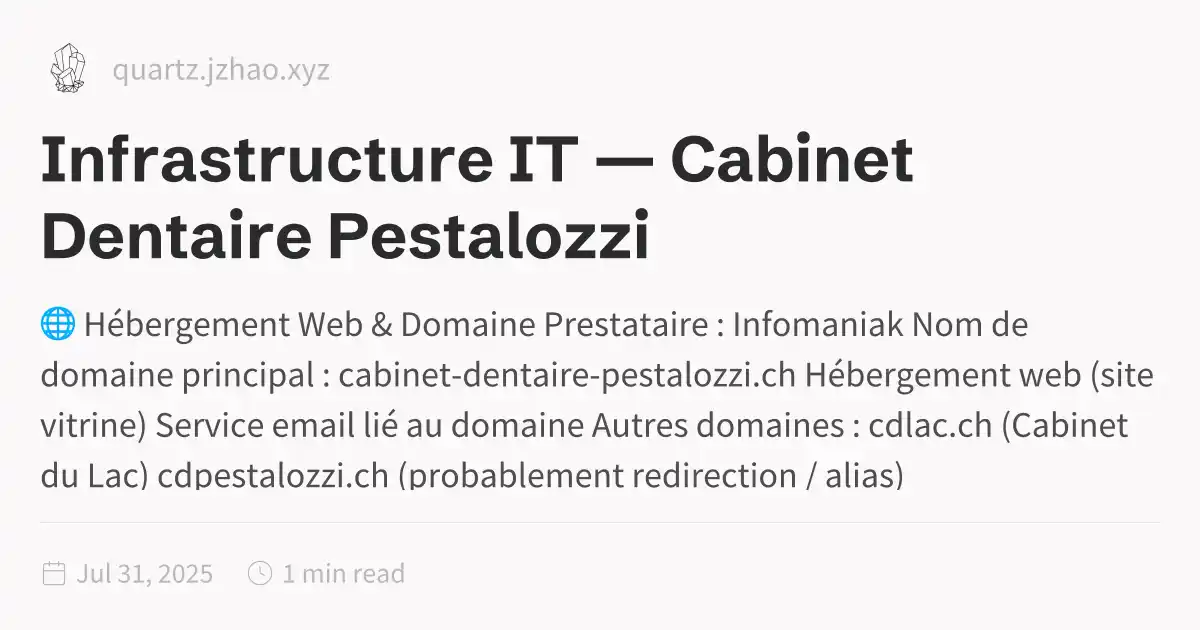 quartz.jzhao.xyz
Infrastructure IT — Cabinet
Dentaire Pestalozzi
🌐 Hébergement Web & Domaine Prestataire : Infomaniak Nom de
domaine principal : cabinet-dentaire-pestalozzi.ch Hébergement web (site
vitrine) Service email lié au domaine Autres domaines : cdlac.ch (Cabinet
du Lac) cdpestalozzi.ch (probablement redirection / alias)
Jul 31, 2025 1 min read